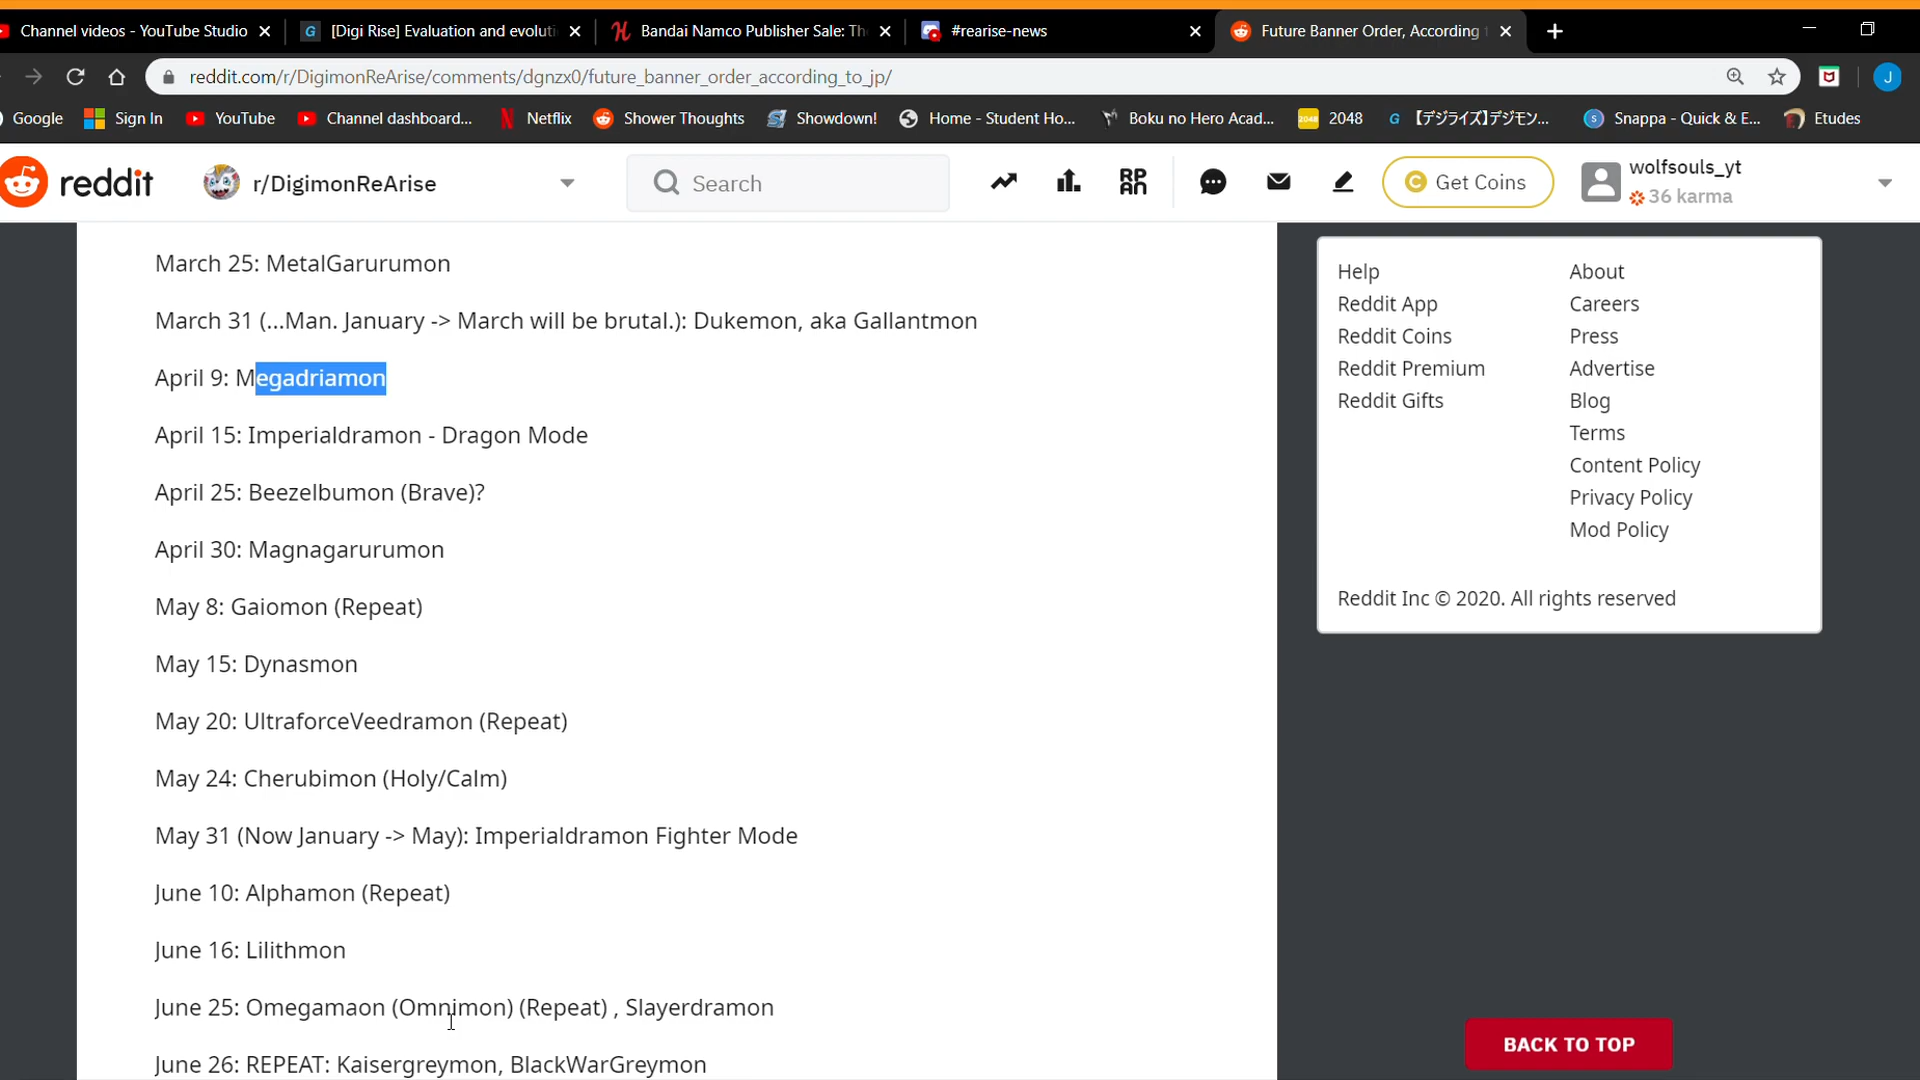 Channel videos - YouTube Studio
[Digi Rise] Evaluation and evoluti
Bandai Namco Publisher Sale: Th
#rearise-news
Future Banner Order, According t
reddit.com/r/DigimonReArise/comments/dgnzx0/future_banner_order_according_to_jp/
J
Google
Sign In
YouTube
Channel dashboard...
Netflix
Shower Thoughts
Showdown!
Home - Student Ho...
Boku no Hero Acad...
2048
【デジライズ】デジモン...
Snappa - Quick & E...
Etudes
reddit
r/DigimonReArise
Search
RPAN
Get Coins
wolfsouls_yt
36 karma
March 25: MetalGarurumon
March 31 (...Man. January -> March will be brutal.): Dukemon, aka Gallantmon
April 9: Megadriamon
April 15: Imperialdramon - Dragon Mode
April 25: Beezelbumon (Brave)?
April 30: Magnagarurumon
May 8: Gaiomon (Repeat)
May 15: Dynasmon
May 20: UltraforceVeedramon (Repeat)
May 24: Cherubimon (Holy/Calm)
May 31 (Now January -> May): Imperialdramon Fighter Mode
June 10: Alphamon (Repeat)
June 16: Lilithmon
June 25: Omegamaon (Omnimon) (Repeat) , Slayerdramon
June 26: REPEAT: Kaisergreymon, BlackWarGreymon
Help
Reddit App
Reddit Coins
Reddit Premium
Reddit Gifts
About
Careers
Press
Advertise
Blog
Terms
Content Policy
Privacy Policy
Mod Policy
Reddit Inc © 2020. All rights reserved
BACK TO TOP